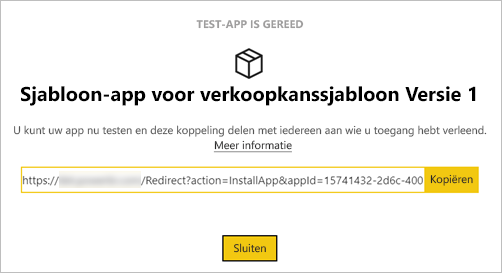 TEST-APP IS GEREED
Sjabloon-app voor verkoopkanssjabloon Versie 1
U kunt uw app nu testen en deze koppeling delen met iedereen aan wie u toegang hebt verleend.
Meer informatie
https:// /Redirect?action=InstallApp&appId=15741432-2d6c-400 Kopiëren
Sluiten